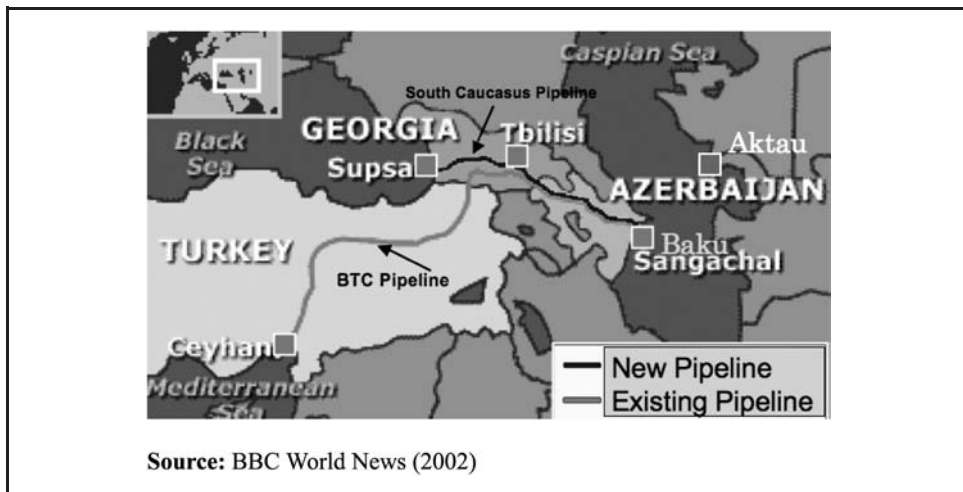 Caspian Sea
South Caucasus Pipeline
GEORGIA
Tbilisi
Black
Sea
Supsa
Aktau
AZERBAIJAN
TURKEY
Baku
Sangachal
BTC Pipeline
Ceyhan
Mediterranean
Sea
New Pipeline
Existing Pipeline
Source: BBC World News (2002)